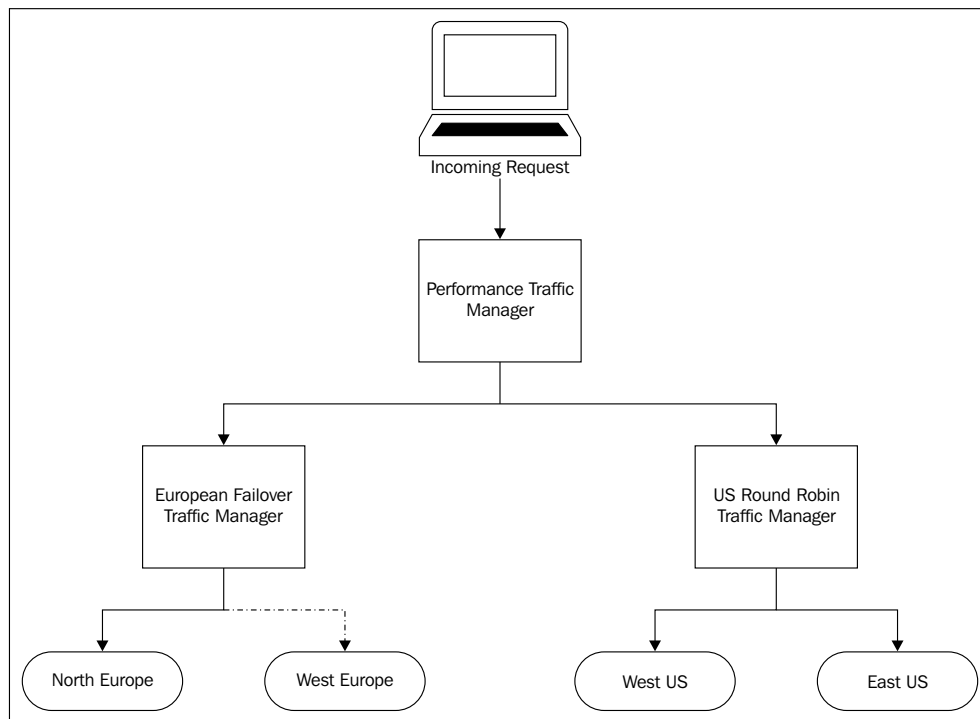 Incoming Request
Performance Traffic
Manager
European Failover
Traffic Manager
US Round Robin
Traffic Manager
North Europe
West Europe
West US
East US